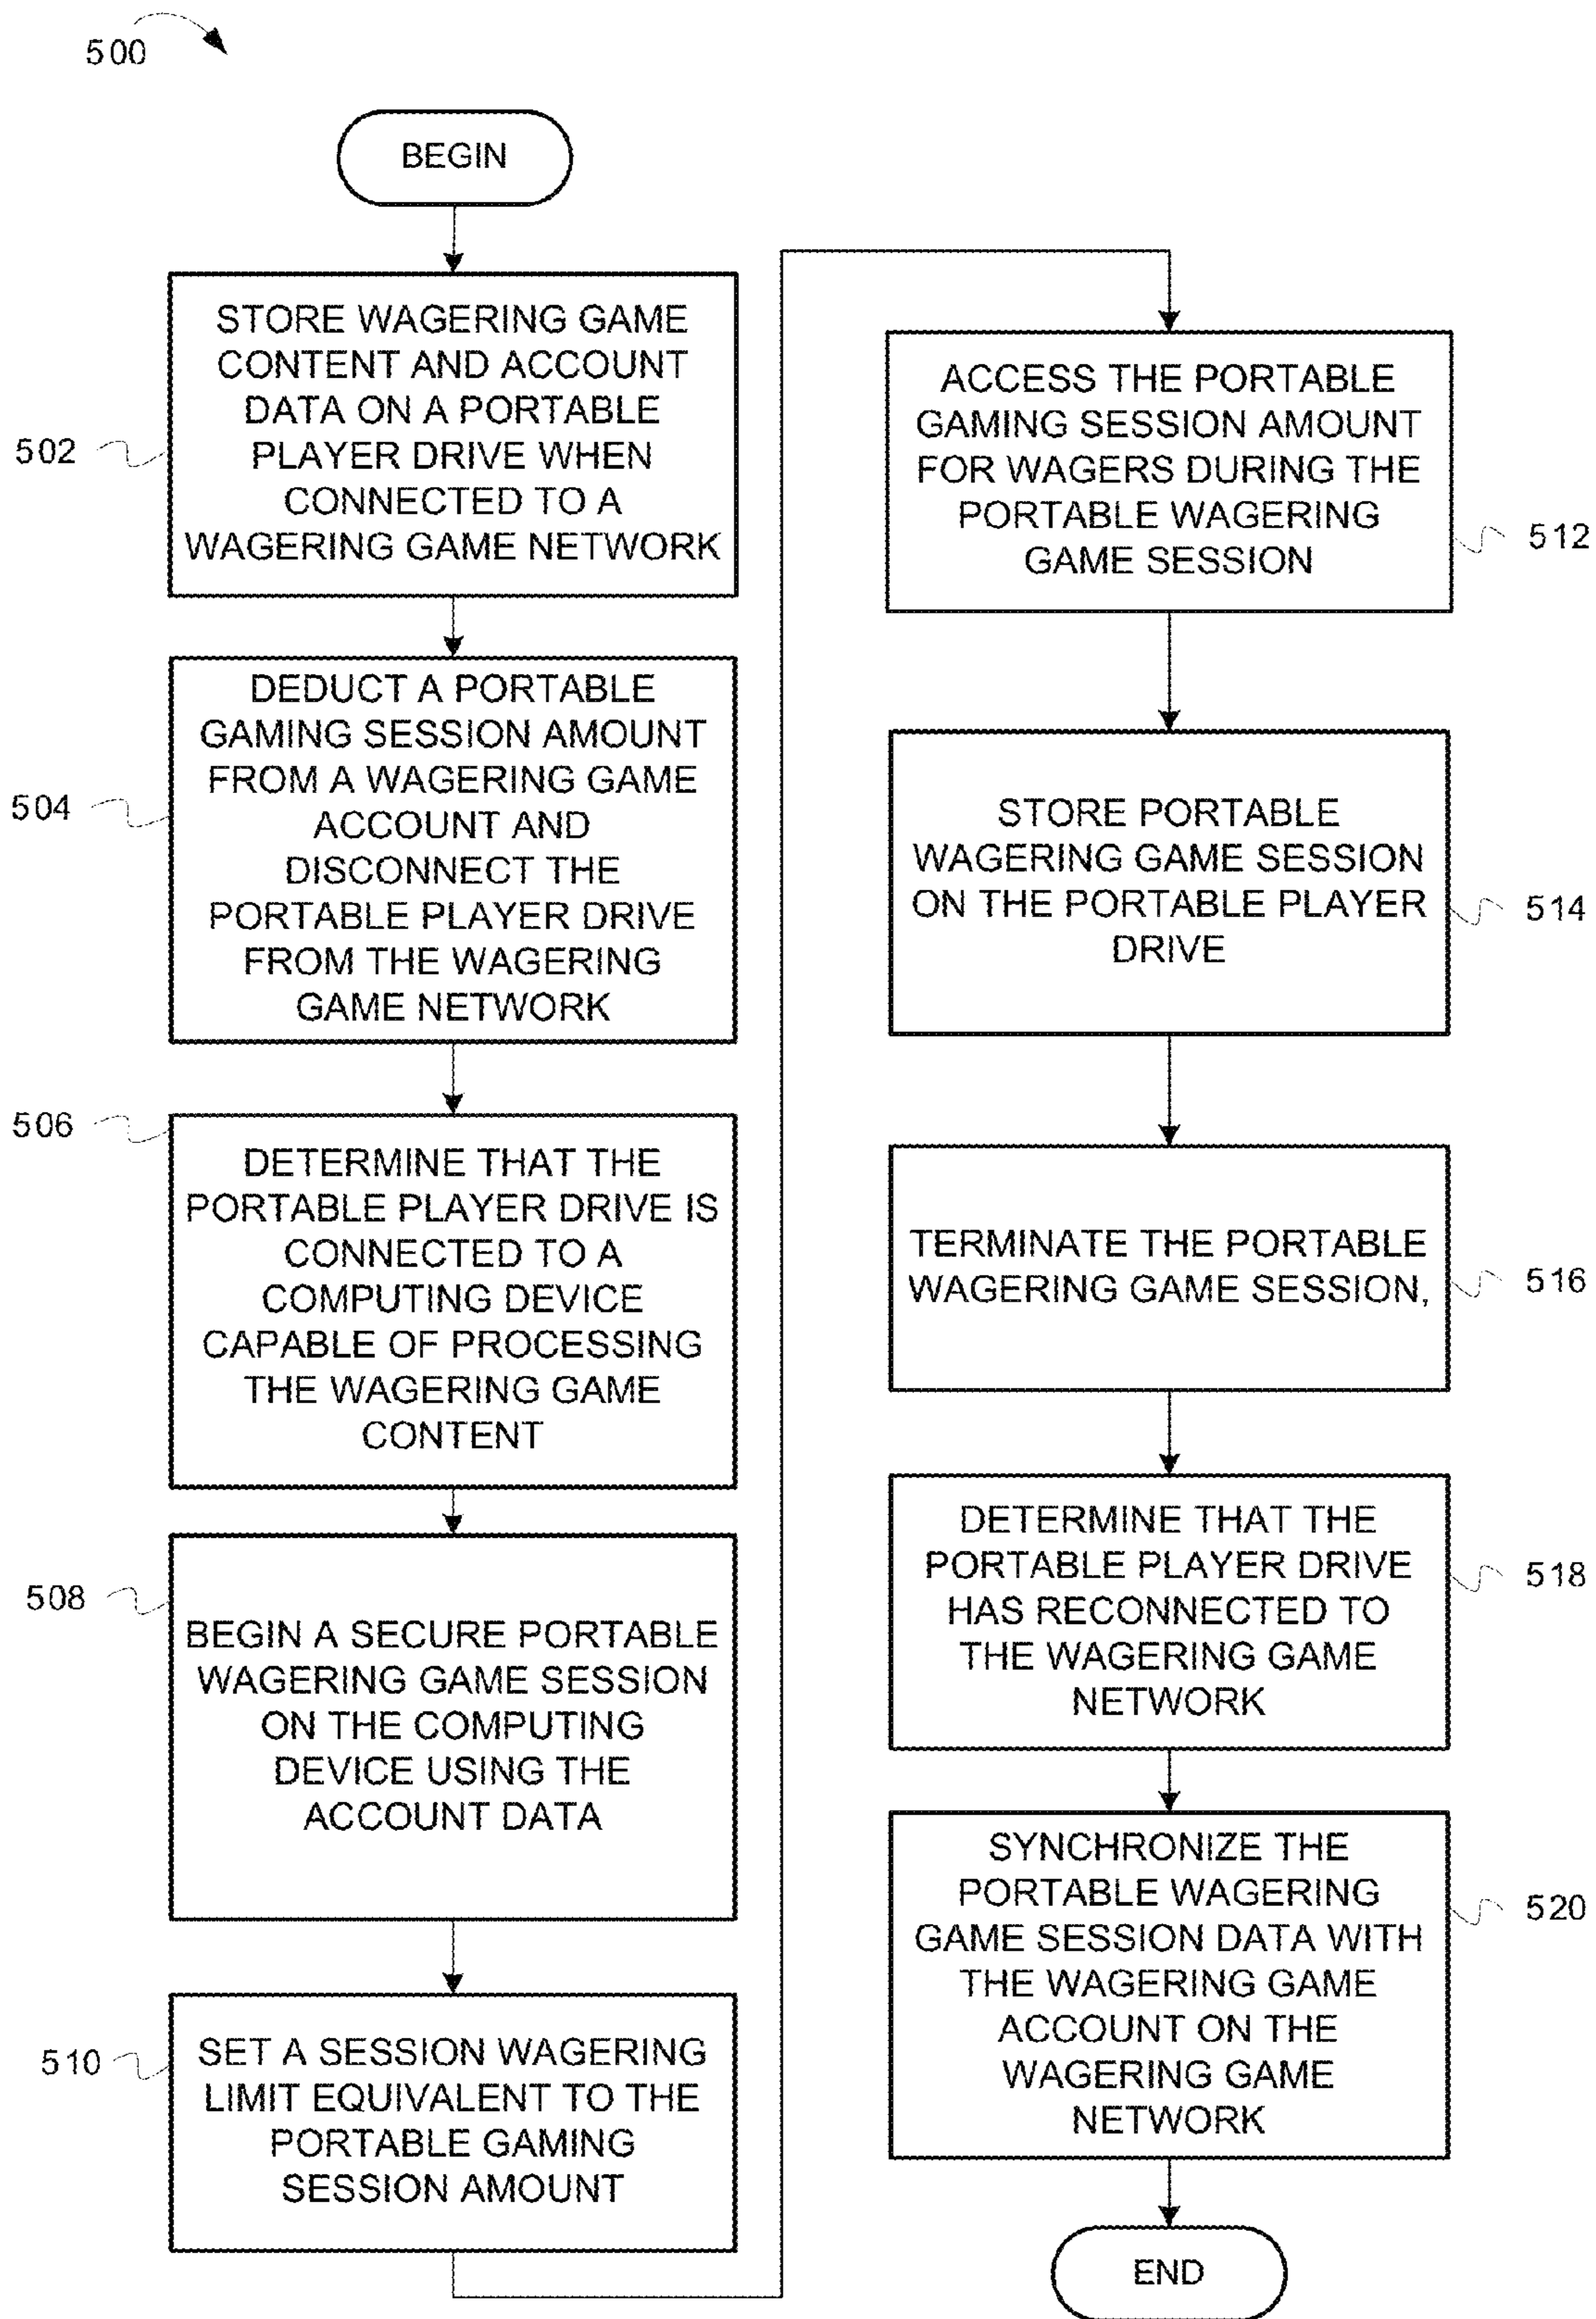 500
BEGIN
502
STORE WAGERING GAME
CONTENT AND ACCOUNT
DATA ON A PORTABLE
PLAYER DRIVE WHEN
CONNECTED TO A
WAGERING GAME NETWORK
504
DEDUCT A PORTABLE
GAMING SESSION AMOUNT
FROM A WAGERING GAME
ACCOUNT AND
DISCONNECT THE
PORTABLE PLAYER DRIVE
FROM THE WAGERING
GAME NETWORK
506
DETERMINE THAT THE
PORTABLE PLAYER DRIVE IS
CONNECTED TO A
COMPUTING DEVICE
CAPABLE OF PROCESSING
THE WAGERING GAME
CONTENT
508
BEGIN A SECURE PORTABLE
WAGERING GAME SESSION
ON THE COMPUTING
DEVICE USING THE
ACCOUNT DATA
510
SET A SESSION WAGERING
LIMIT EQUIVALENT TO THE
PORTABLE GAMING
SESSION AMOUNT
ACCESS THE PORTABLE
GAMING SESSION AMOUNT
FOR WAGERS DURING THE
PORTABLE WAGERING
GAME SESSION
512
STORE PORTABLE
WAGERING GAME SESSION
ON THE PORTABLE PLAYER
DRIVE
514
TERMINATE THE PORTABLE
WAGERING GAME SESSION,
516
DETERMINE THAT THE
PORTABLE PLAYER DRIVE
HAS RECONNECTED TO
THE WAGERING GAME
NETWORK
518
SYNCHRONIZE THE
PORTABLE WAGERING
GAME SESSION DATA WITH
THE WAGERING GAME
ACCOUNT ON THE
WAGERING GAME
NETWORK
520
END